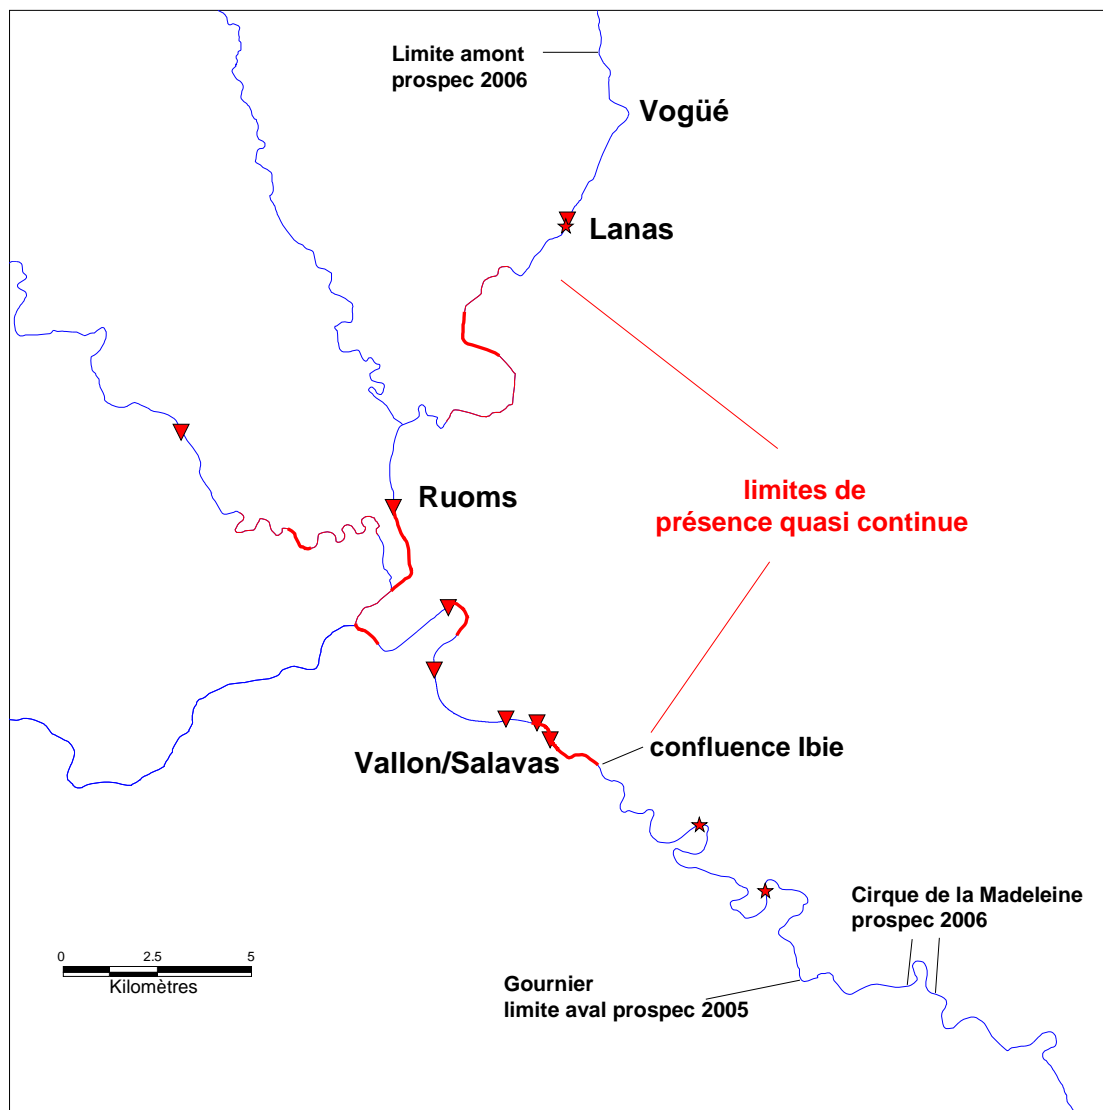 Limite amont
prospec 2006
Vogüé
Lanas
Ruoms
limites de
présence quasi continue
confluence Ibie
Vallon/Salavas
Cirque de la Madeleine
prospec 2006
0 2.5 5
Kilomètres
Gournier
limite aval prospec 2005